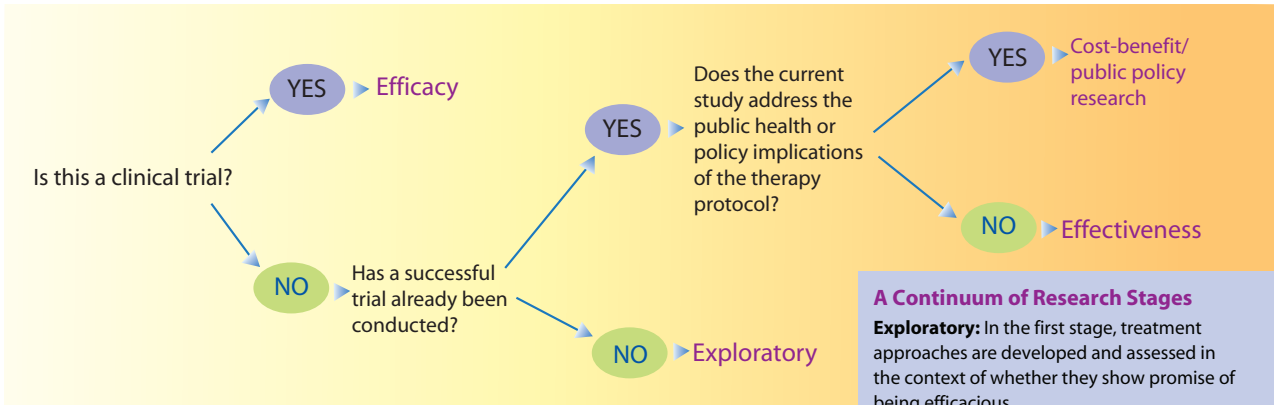 Is this a clinical trial?
YES
Efficacy
NO
Has a successful
trial already been
conducted?
YES
Does the current
study address the
public health or
policy implications
of the therapy
protocol?
YES
Cost-benefit/
public policy
research
NO
Effectiveness
NO
Exploratory
A Continuum of Research Stages
Exploratory: In the first stage, treatment
approaches are developed and assessed in
the context of whether they show promise of
being efficacious